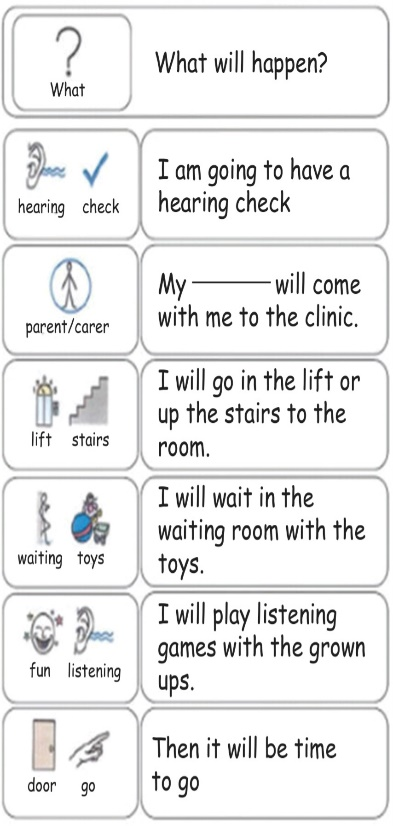 What
What will happen?
hearing check
I am going to have a
hearing check
parent/carer
My ______ will come
with me to the clinic.
lift stairs
I will go in the lift or
up the stairs to the
room.
waiting toys
I will wait in the
waiting room with the
toys.
fun listening
I will play listening
games with the grown
ups.
door go
Then it will be time
to go